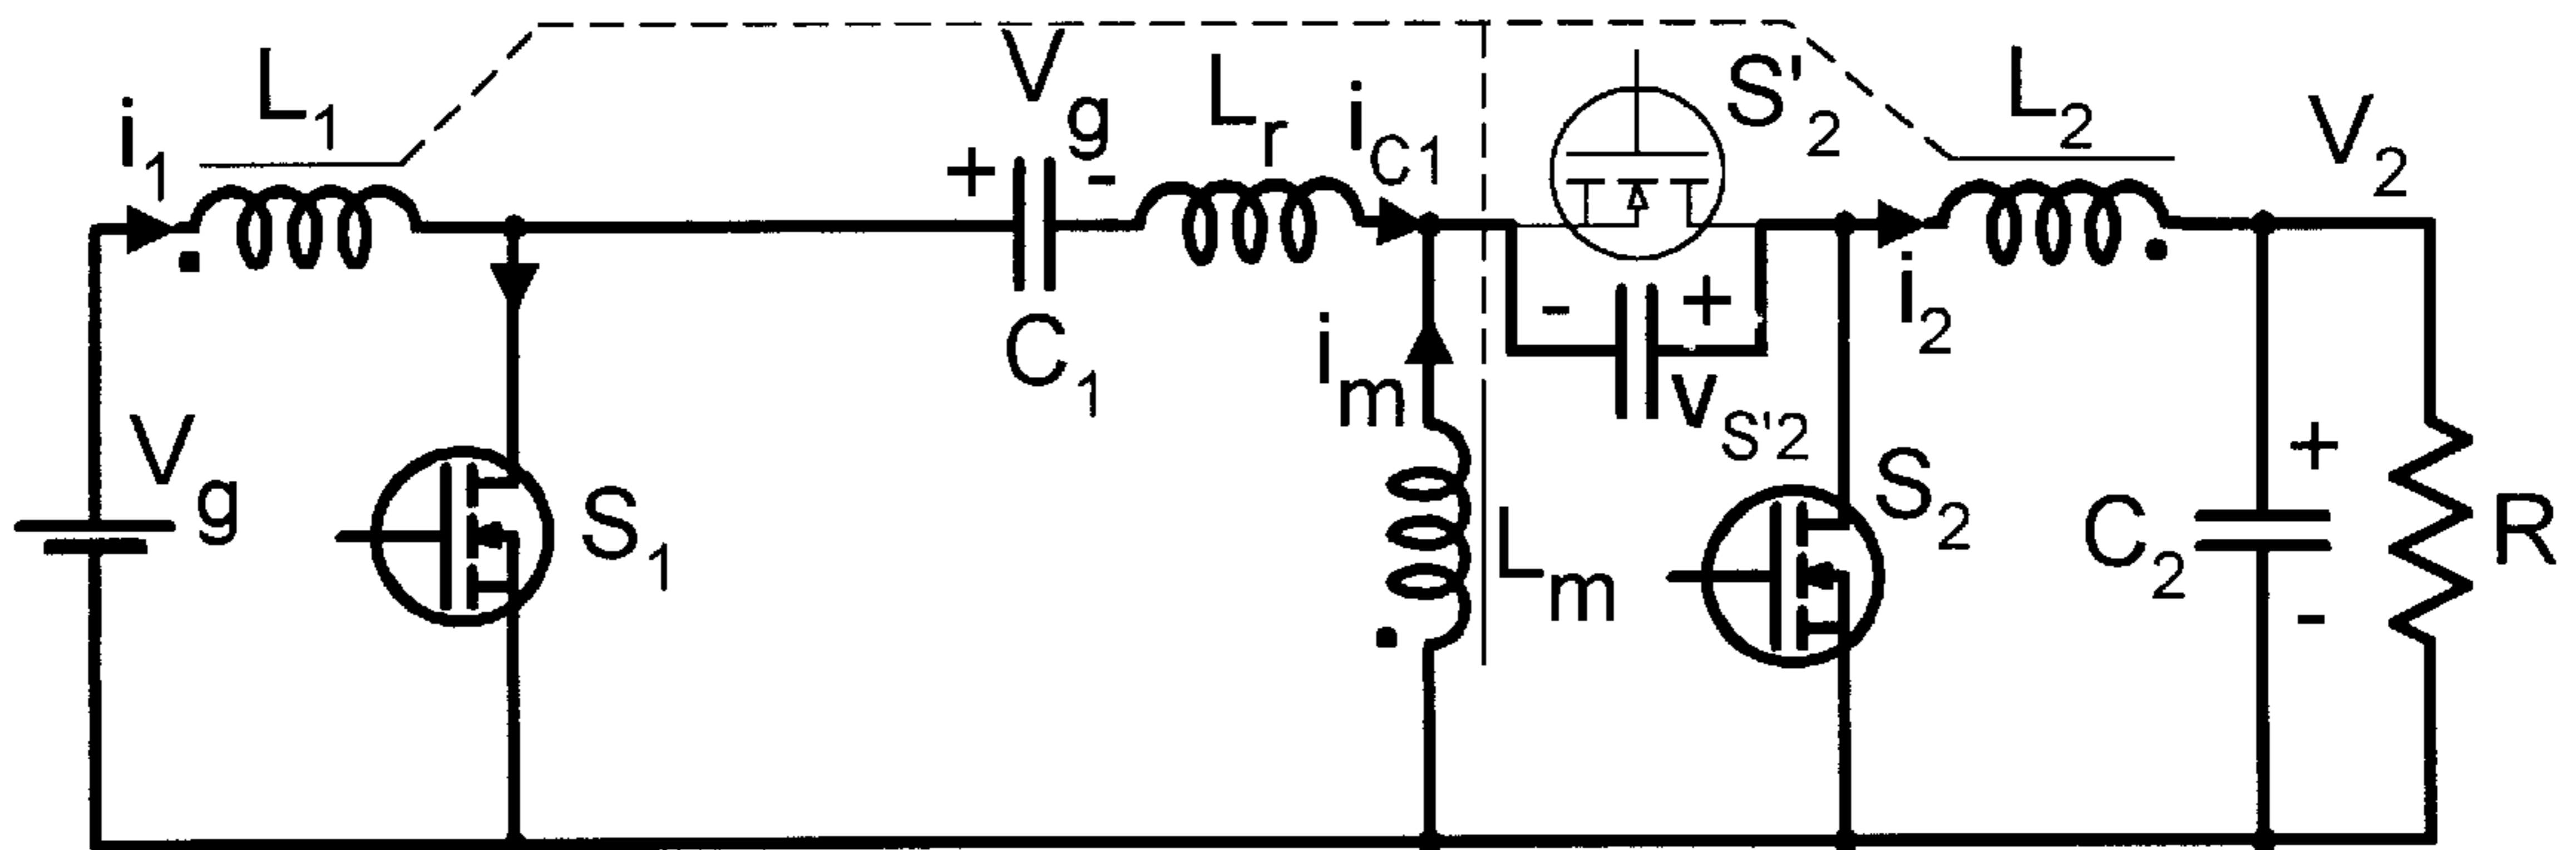 i1
L1
+ Vg -
Lr
iC1
S'2
L2
V2
Vg
S1
C1
im
Lm
- +
vS'2
i2
S2
C2
+
-
R